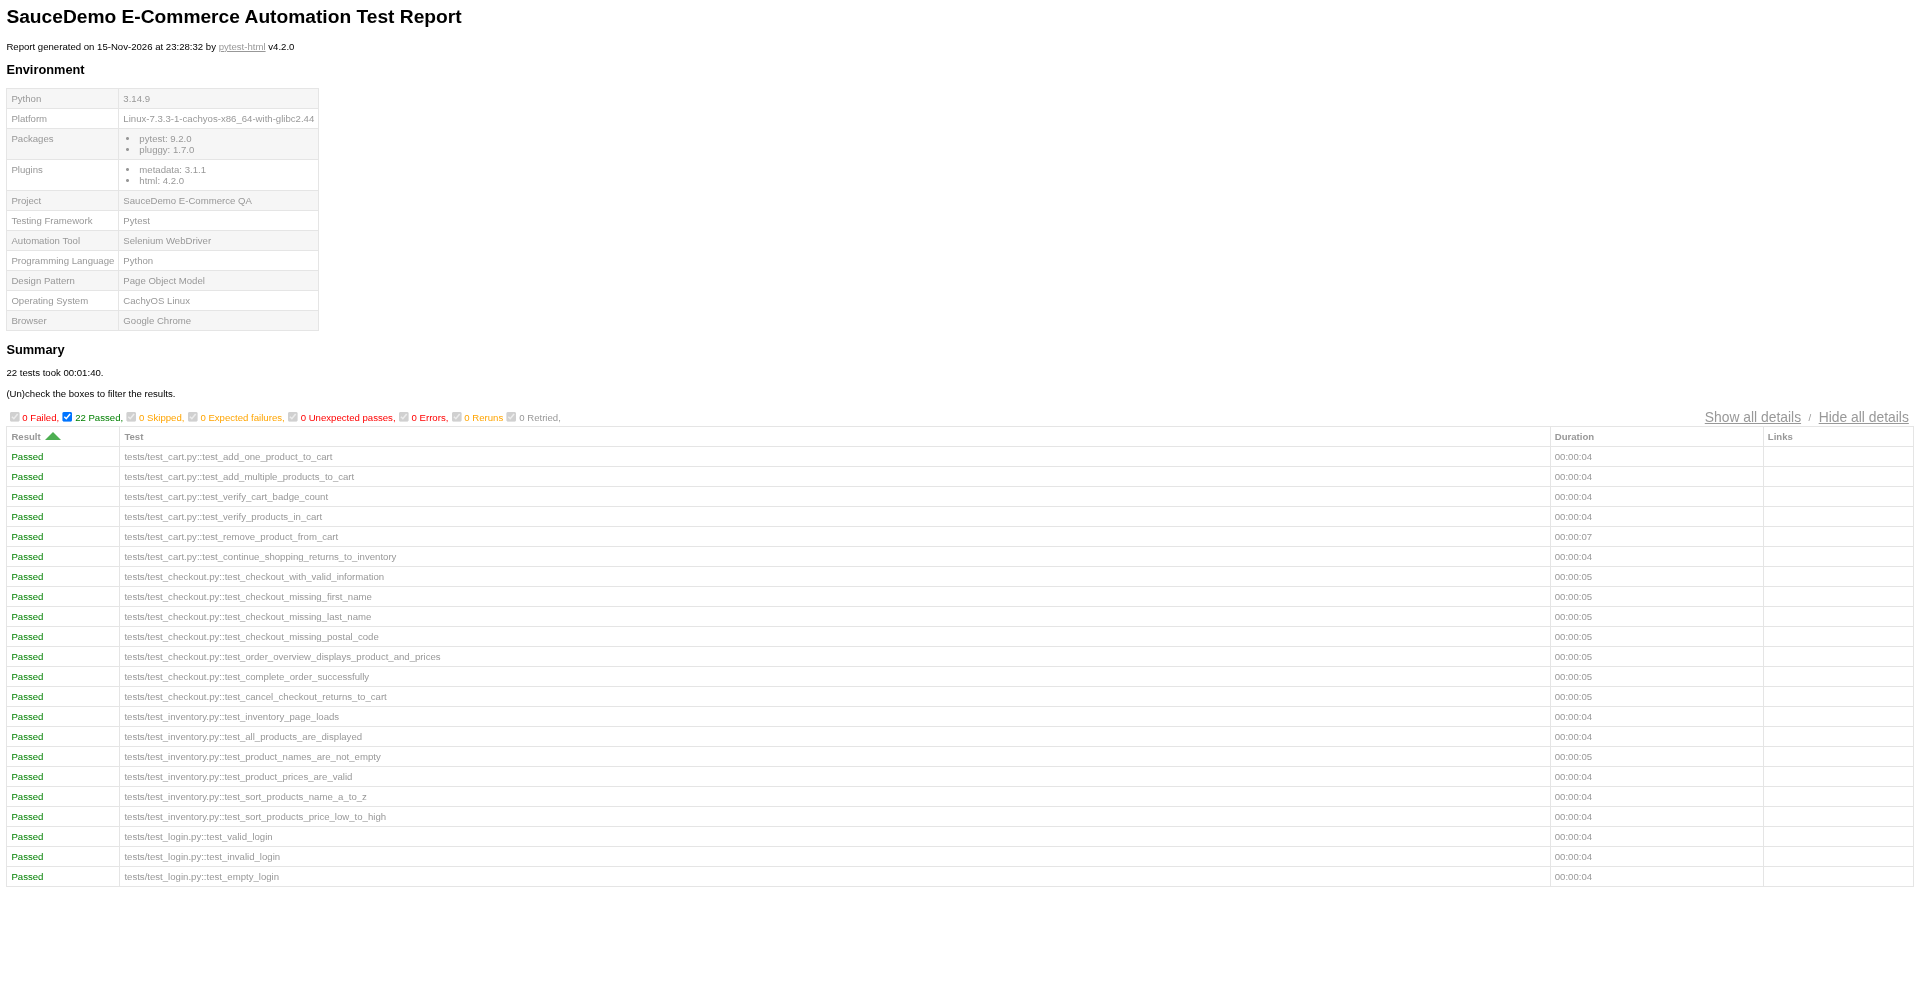 SauceDemo E-Commerce Automation Test Report
Report generated on 15-Nov-2026 at 23:28:32 by pytest-html v4.2.0
Environment
Python 3.14.9
Platform Linux-7.3.3-1-cachyos-x86_64-with-glibc2.44
Packages • pytest: 9.2.0
• pluggy: 1.7.0
Plugins • metadata: 3.1.1
• html: 4.2.0
Project SauceDemo E-Commerce QA
Testing Framework Pytest
Automation Tool Selenium WebDriver
Programming Language Python
Design Pattern Page Object Model
Operating System CachyOS Linux
Browser Google Chrome
Summary
22 tests took 00:01:40.
(Un)check the boxes to filter the results.
0 Failed, 22 Passed, 0 Skipped, 0 Expected failures, 0 Unexpected passes, 0 Errors, 0 Reruns 0 Retried, Show all details / Hide all details
Result Test Duration Links
Passed tests/test_cart.py::test_add_one_product_to_cart 00:00:04
Passed tests/test_cart.py::test_add_multiple_products_to_cart 00:00:04
Passed tests/test_cart.py::test_verify_cart_badge_count 00:00:04
Passed tests/test_cart.py::test_verify_products_in_cart 00:00:04
Passed tests/test_cart.py::test_remove_product_from_cart 00:00:07
Passed tests/test_cart.py::test_continue_shopping_returns_to_inventory 00:00:04
Passed tests/test_checkout.py::test_checkout_with_valid_information 00:00:05
Passed tests/test_checkout.py::test_checkout_missing_first_name 00:00:05
Passed tests/test_checkout.py::test_checkout_missing_last_name 00:00:05
Passed tests/test_checkout.py::test_checkout_missing_postal_code 00:00:05
Passed tests/test_checkout.py::test_order_overview_displays_product_and_prices 00:00:05
Passed tests/test_checkout.py::test_complete_order_successfully 00:00:05
Passed tests/test_checkout.py::test_cancel_checkout_returns_to_cart 00:00:05
Passed tests/test_inventory.py::test_inventory_page_loads 00:00:04
Passed tests/test_inventory.py::test_all_products_are_displayed 00:00:04
Passed tests/test_inventory.py::test_product_names_are_not_empty 00:00:05
Passed tests/test_inventory.py::test_product_prices_are_valid 00:00:04
Passed tests/test_inventory.py::test_sort_products_name_a_to_z 00:00:04
Passed tests/test_inventory.py::test_sort_products_price_low_to_high 00:00:04
Passed tests/test_login.py::test_valid_login 00:00:04
Passed tests/test_login.py::test_invalid_login 00:00:04
Passed tests/test_login.py::test_empty_login 00:00:04